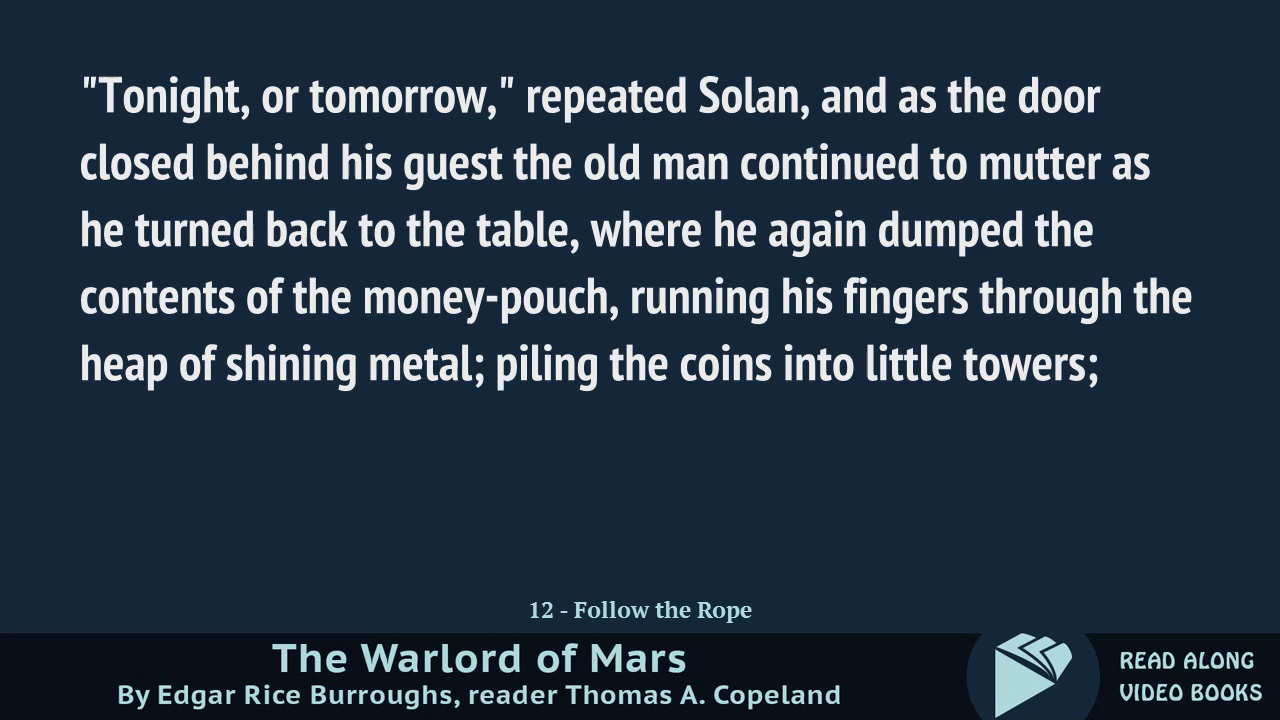 "Tonight, or tomorrow," repeated Solan, and as the door
closed behind his guest the old man continued to mutter as
he turned back to the table, where he again dumped the
contents of the money-pouch, running his fingers through the
heap of shining metal; piling the coins into little towers;
12 - Follow the Rope
The Warlord of Mars
By Edgar Rice Burroughs, reader Thomas A. Copeland
READ ALONG
VIDEO BOOKS